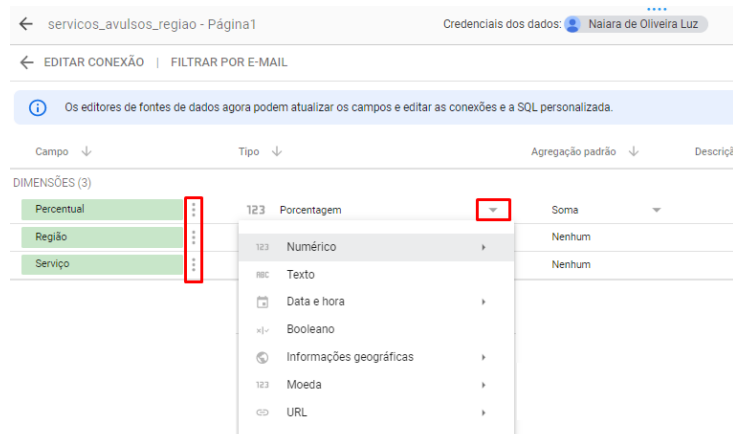 servicos_avulsos_regiao - Página1 Credenciais dos dados: Naiara de Oliveira Luz
EDITAR CONEXÃO | FILTRAR POR E-MAIL
Os editores de fontes de dados agora podem atualizar os campos e editar as conexões e a SQL personalizada.
Campo Tipo Agregação padrão Descriçã
DIMENSÕES (3)
Percentual 123 Porcentagem Soma
Região Nenhum
Serviço Nenhum
123 Numérico
ABC Texto
Data e hora
Booleano
Informações geográficas
123 Moeda
URL